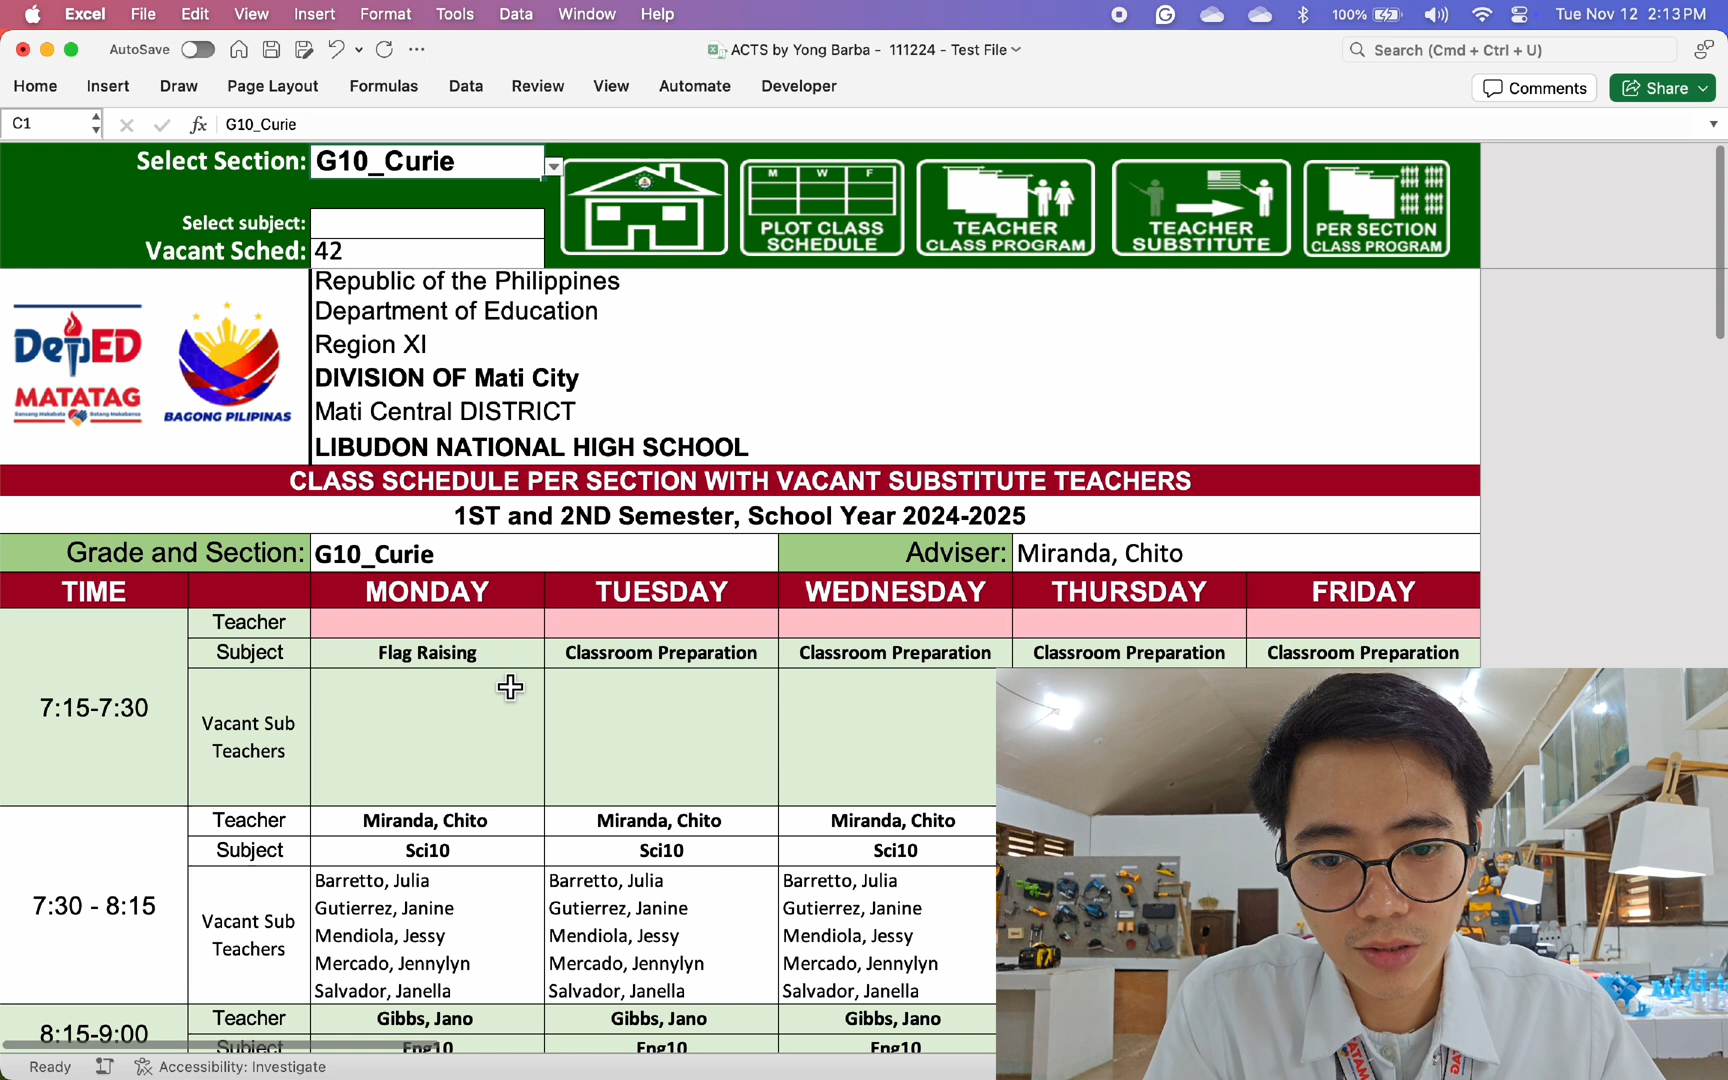 Excel File Edit View Insert Format Tools Data Window Help 100% Tue Nov 12 2:13 PM
AutoSave ACTS by Yong Barba - 111224 - Test File Search (Cmd + Ctrl + U)
Home Insert Draw Page Layout Formulas Data Review View Automate Developer Comments Share
C1 fx G10_Curie
Select Section: G10_Curie
Select subject:
Vacant Sched: 42
M W F
PLOT CLASS
SCHEDULE
TEACHER
CLASS PROGRAM
TEACHER
SUBSTITUTE
PER SECTION
CLASS PROGRAM
DepED
MATATAG
BAGONG PILIPINAS
Republic of the Philippines
Department of Education
Region XI
DIVISION OF Mati City
Mati Central DISTRICT
LIBUDON NATIONAL HIGH SCHOOL
CLASS SCHEDULE PER SECTION WITH VACANT SUBSTITUTE TEACHERS
1ST and 2ND Semester, School Year 2024-2025
Grade and Section: G10_Curie Adviser: Miranda, Chito
TIME MONDAY TUESDAY WEDNESDAY THURSDAY FRIDAY
7:15-7:30
Teacher
Subject Flag Raising Classroom Preparation Classroom Preparation Classroom Preparation Classroom Preparation
Vacant Sub
Teachers
7:30 - 8:15
Teacher Miranda, Chito Miranda, Chito Miranda, Chito
Subject Sci10 Sci10 Sci10
Vacant Sub
Teachers
Barretto, Julia Barretto, Julia Barretto, Julia
Gutierrez, Janine Gutierrez, Janine Gutierrez, Janine
Mendiola, Jessy Mendiola, Jessy Mendiola, Jessy
Mercado, Jennylyn Mercado, Jennylyn Mercado, Jennylyn
Salvador, Janella Salvador, Janella Salvador, Janella
8:15-9:00
Teacher Gibbs, Jano Gibbs, Jano Gibbs, Jano
Subject Eng10 Eng10 Eng10
Ready Accessibility: Investigate